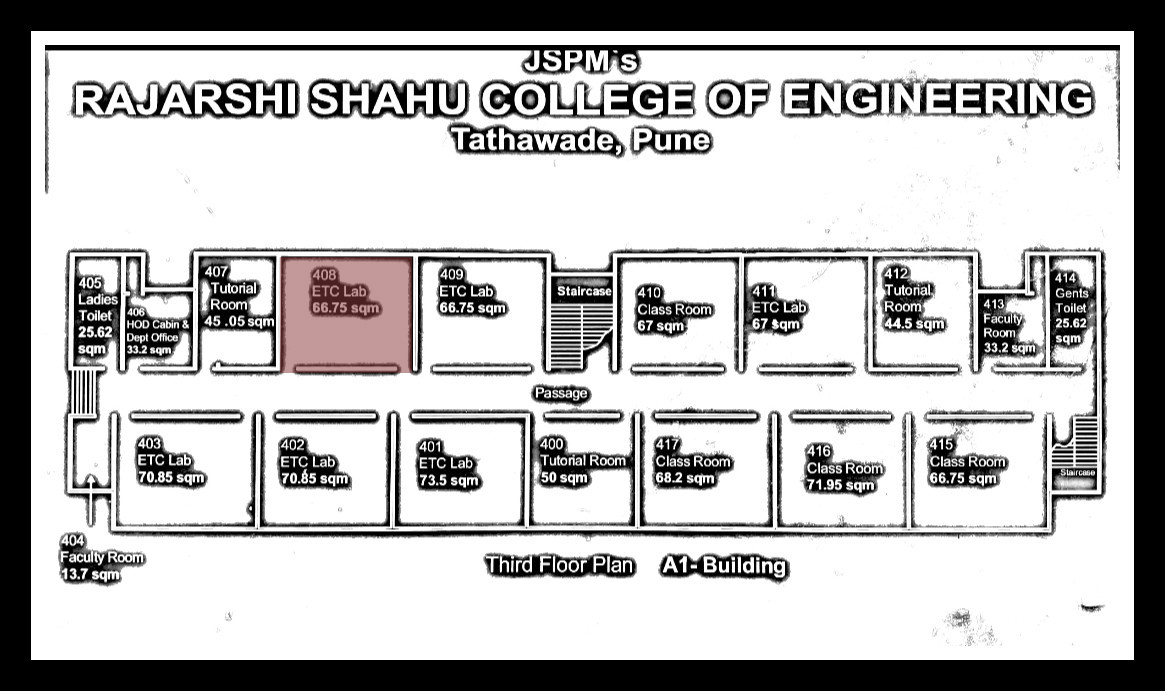 JSPM's
RAJARSHI SHAHU COLLEGE OF ENGINEERING
Tathawade, Pune
405
Ladies
Toilet
25.62
sqm
406
HOD Cabin &
Dept Office
33.2 sqm
407
Tutorial
Room
45 .05 sqm
408
ETC Lab
66.75 sqm
409
ETC Lab
66.75 sqm
Staircase
410
Class Room
67 sqm
411
ETC Lab
67 sqm
412
Tutorial
Room
44.5 sqm
413
Faculty
Room
33.2 sqm
414
Gents
Toilet
25.62
sqm
Passage
403
ETC Lab
70.85 sqm
402
ETC Lab
70.85 sqm
401
ETC Lab
73.5 sqm
400
Tutorial Room
50 sqm
417
Class Room
68.2 sqm
416
Class Room
71.95 sqm
415
Class Room
66.75 sqm
Staircase
404
Faculty Room
13.7 sqm
Third Floor Plan A1- Building